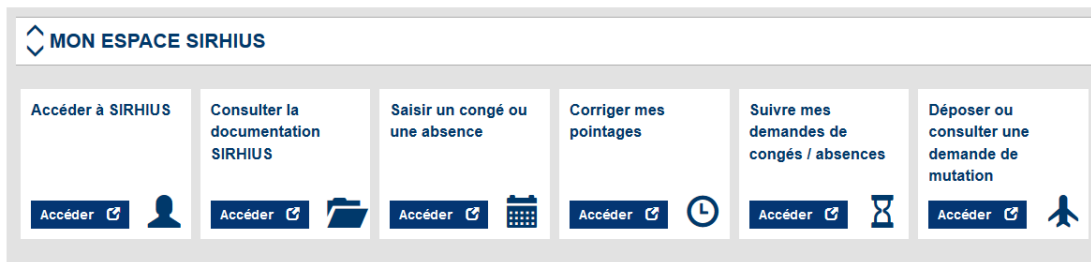 MON ESPACE SIRHIUS
Accéder à SIRHIUS
Accéder
Consulter la
documentation
SIRHIUS
Accéder
Saisir un congé ou
une absence
Accéder
Corriger mes
pointages
Accéder
Suivre mes
demandes de
congés / absences
Accéder
Déposer ou
consulter une
demande de
mutation
Accéder